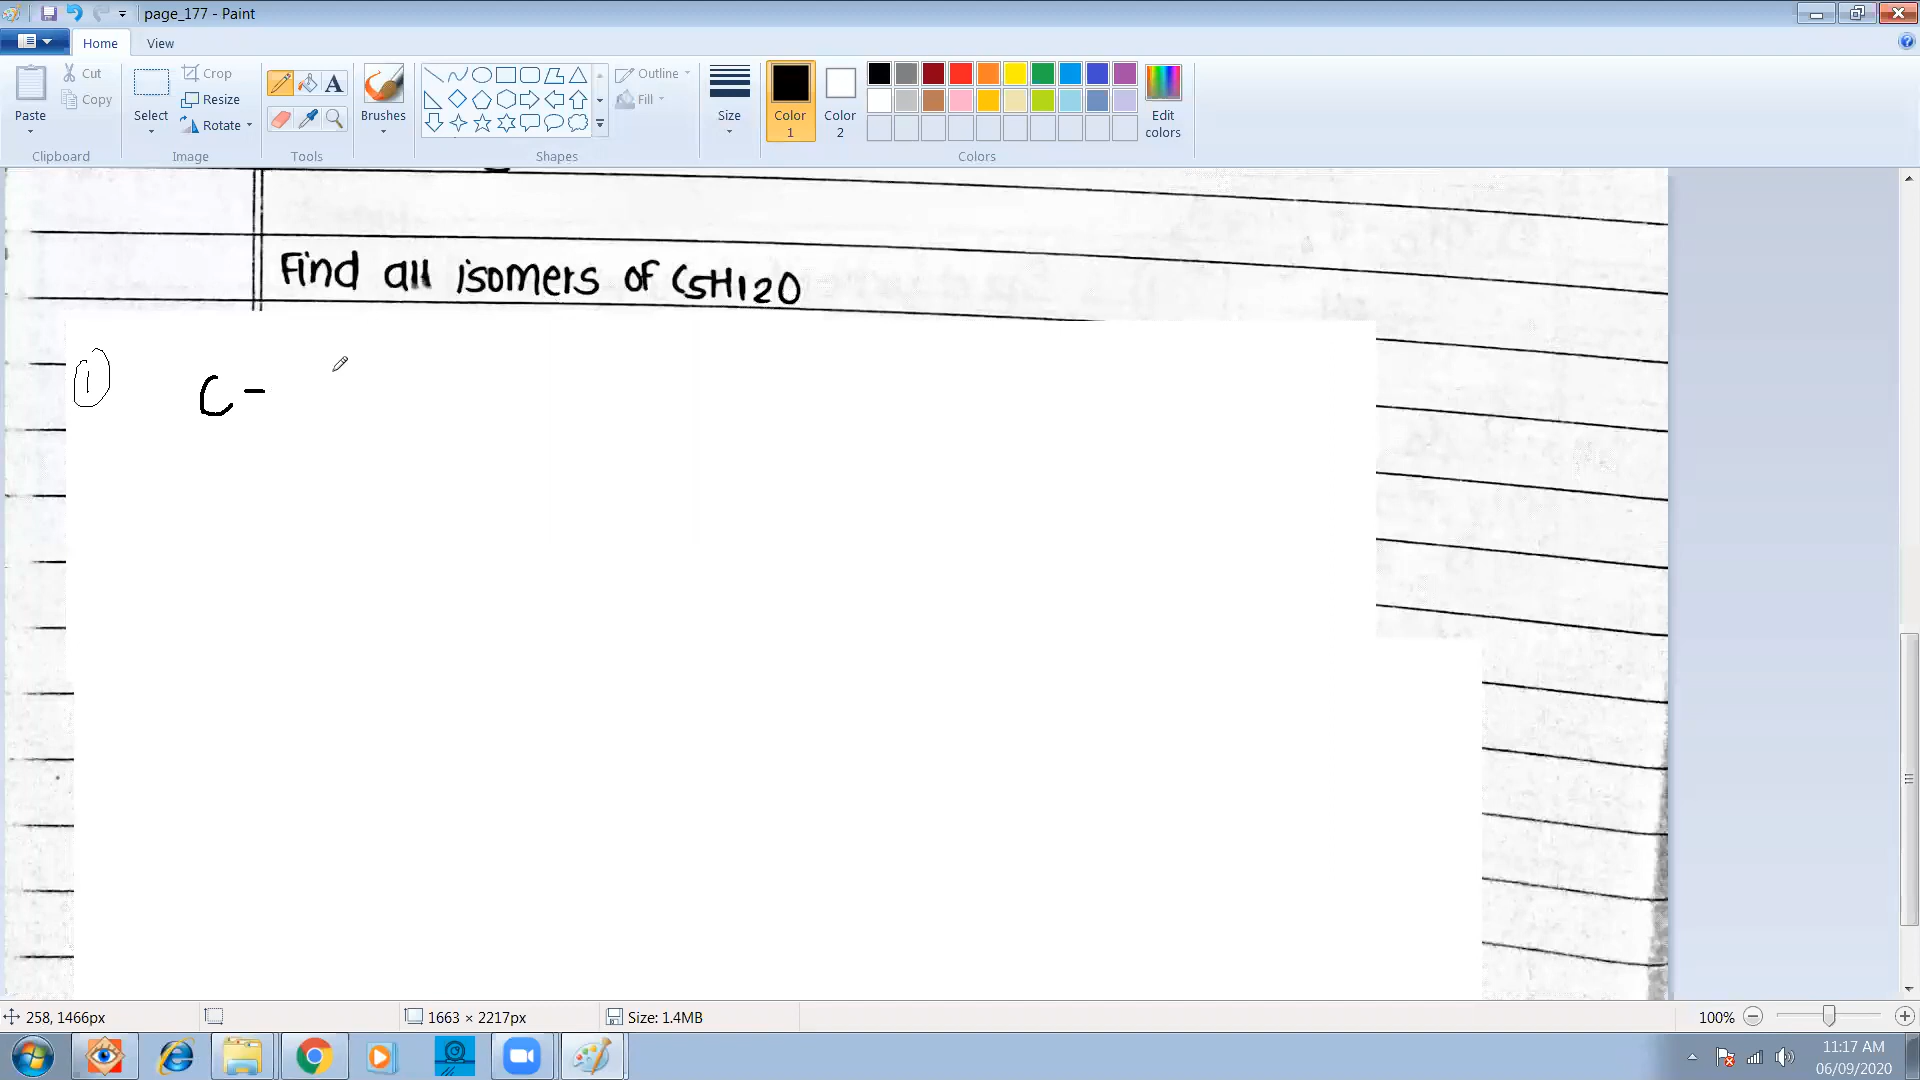 page_177 - Paint
Home View
Paste
Cut
Copy
Clipboard
Select
Crop
Resize
Rotate
Image
A
Tools
Brushes
Shapes
Outline
Fill
Size
Color 1
Color 2
Edit colors
Colors
Find all isomers of C5H12O
1 C -
258, 1466px 1663 × 2217px Size: 1.4MB 100%
11:17 AM
06/09/2020